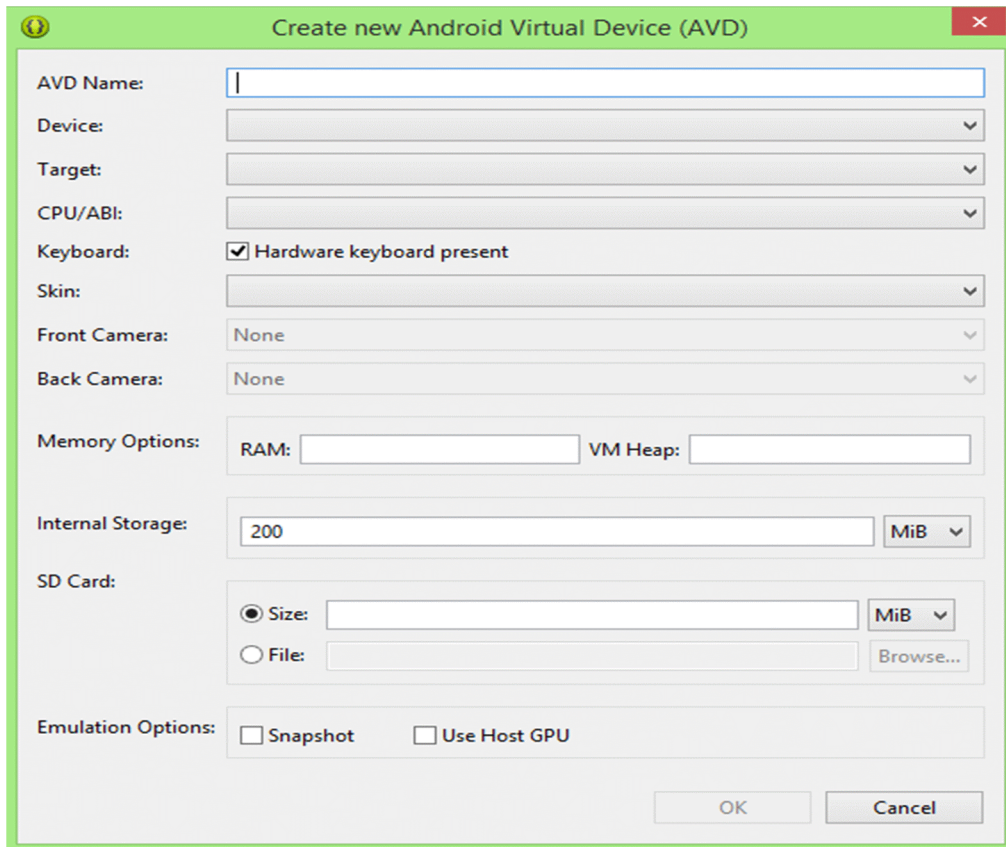 Create new Android Virtual Device (AVD)
AVD Name:
Device:
Target:
CPU/ABI:
Keyboard: Hardware keyboard present
Skin:
Front Camera: None
Back Camera: None
Memory Options: RAM: VM Heap:
Internal Storage: 200 MiB
SD Card:
Size: MiB
File: Browse...
Emulation Options: Snapshot Use Host GPU
OK Cancel